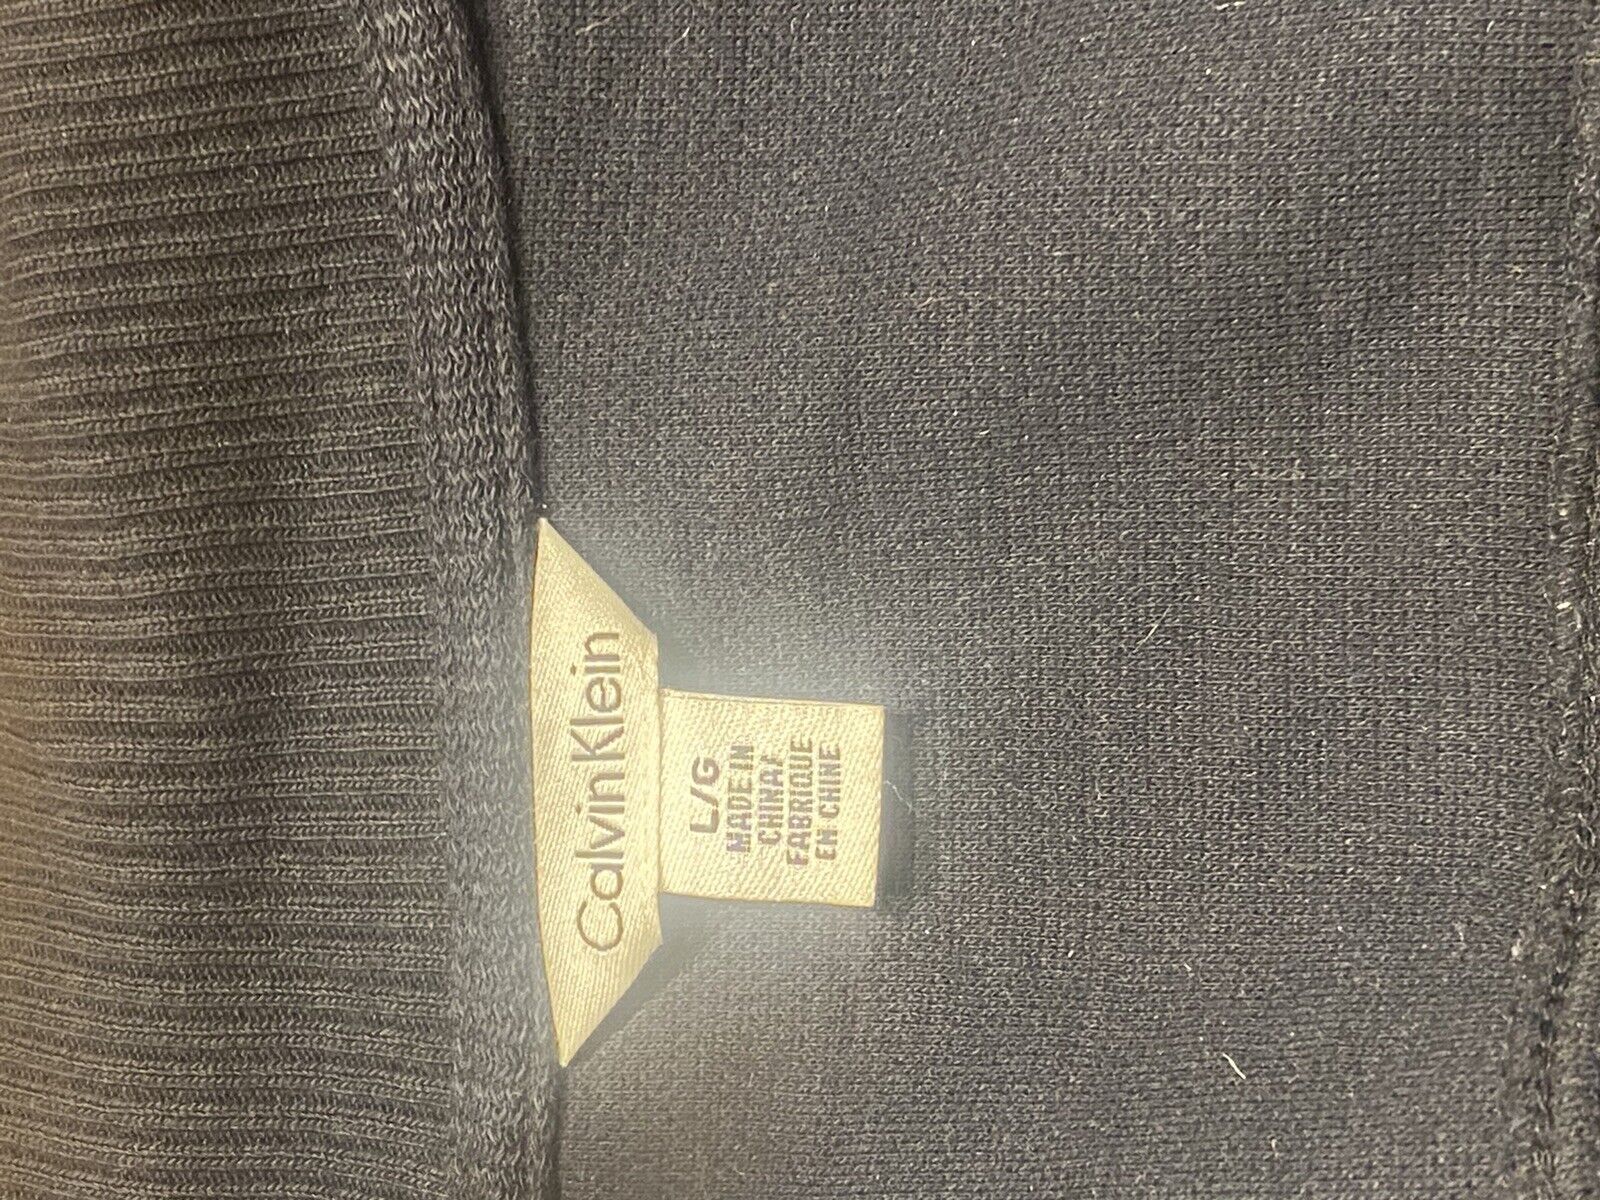 Calvin Klein
L/G
MADE IN
CHINA/
FABRIQUE
EN CHINE